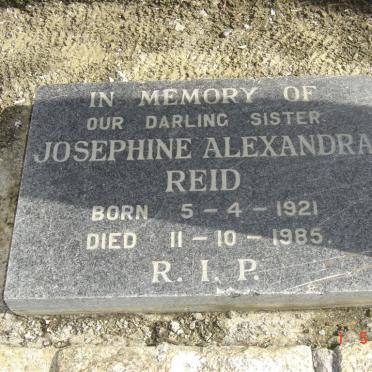 IN MEMORY OF
OUR DARLING SISTER
JOSEPHINE ALEXANDRA
REID
BORN 5-4-1921
DIED 11-10-1985.
R. I. P.